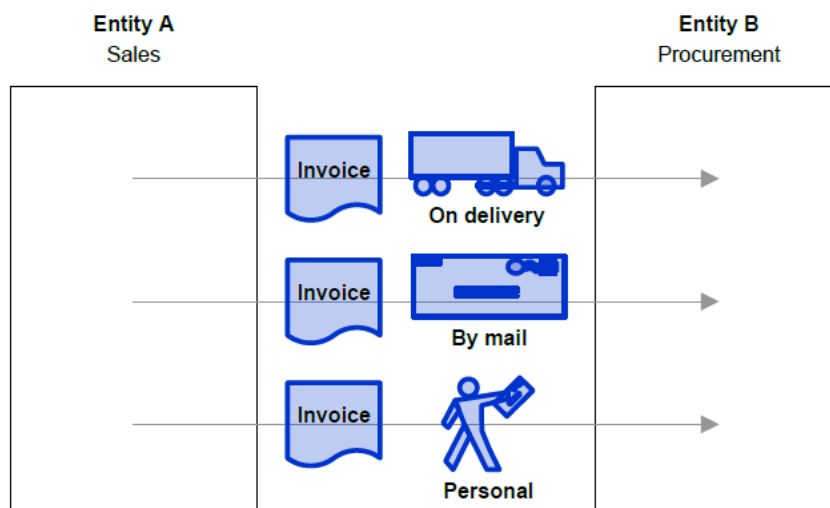 Entity A
Sales
Entity B
Procurement
Invoice
On delivery
Invoice
By mail
Invoice
Personal